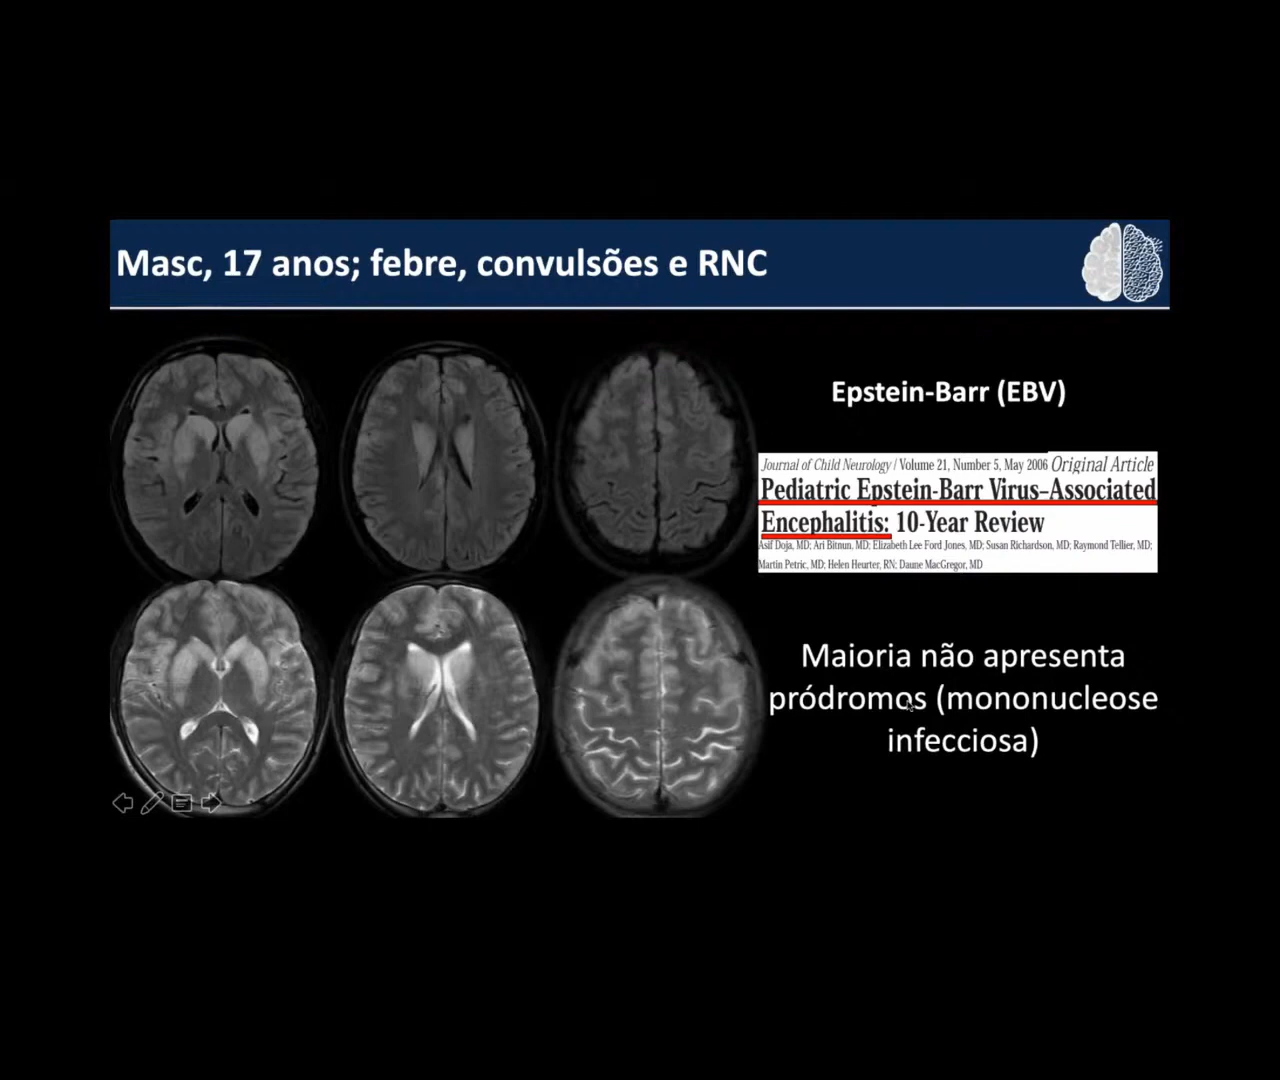 Masc, 17 anos; febre, convulsões e RNC
Epstein-Barr (EBV)
Journal of Child Neurology / Volume 21, Number 5, May 2006 Original Article
Pediatric Epstein-Barr Virus–Associated
Encephalitis: 10-Year Review
Asif Doja, MD; Ari Bitnun, MD; Elizabeth Lee Ford Jones, MD; Susan Richardson, MD; Raymond Tellier, MD;
Martin Petric, MD; Helen Heurter, RN; Daune MacGregor, MD
Maioria não apresenta
pródromos (mononucleose
infecciosa)